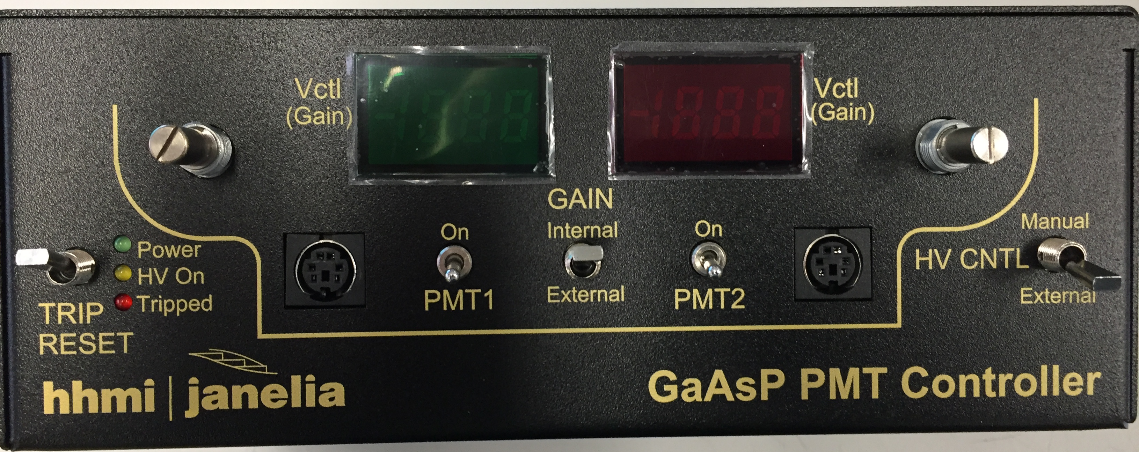 Vctl
(Gain)
Vctl
(Gain)
GAIN
Internal
External
On
PMT1
On
PMT2
Power
HV On
Tripped
TRIP
RESET
HV CNTL
Manual
External
hhmi | janelia
GaAsP PMT Controller